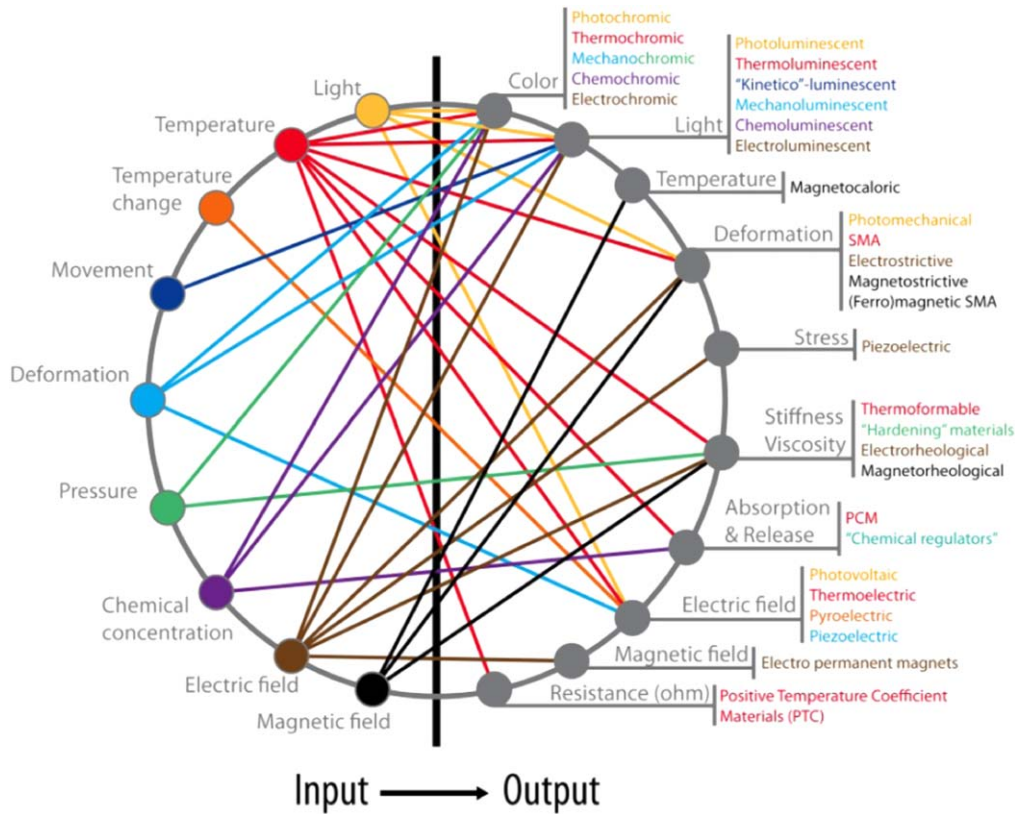 Light
Temperature
Temperature
change
Movement
Deformation
Pressure
Chemical
concentration
Electric field
Magnetic field
Color
Photochromic
Thermochromic
Mechanochromic
Chemochromic
Electrochromic
Light
Photoluminescent
Thermoluminescent
"Kinetico"-luminescent
Mechanoluminescent
Chemoluminescent
Electroluminescent
Temperature
Magnetocaloric
Deformation
Photomechanical
SMA
Electrostrictive
Magnetostrictive
(Ferro)magnetic SMA
Stress
Piezoelectric
Stiffness
Viscosity
Thermoformable
"Hardening" materials
Electrorheological
Magnetorheological
Absorption
& Release
PCM
"Chemical regulators"
Electric field
Photovoltaic
Thermoelectric
Pyroelectric
Piezoelectric
Magnetic field
Electro permanent magnets
Resistance (ohm)
Positive Temperature Coefficient
Materials (PTC)
Input
Output